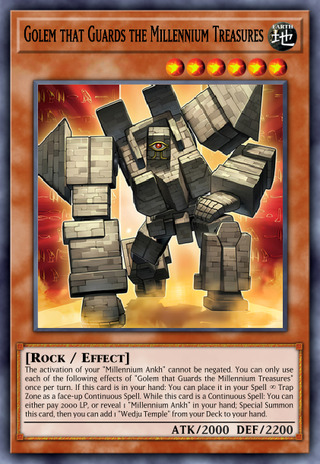 Golem that Guards the Millennium Treasures
EARTH
地
[Rock / Effect]
The activation of your "Millennium Ankh" cannot be negated. You can only use
each of the following effects of "Golem that Guards the Millennium Treasures"
once per turn. If this card is in your hand: You can place it in your Spell & Trap
Zone as a face-up Continuous Spell. While this card is a Continuous Spell: You can
either pay 2000 LP, or reveal 1 "Millennium Ankh" in your hand; Special Summon
this card, then you can add 1 "Wedju Temple" from your Deck to your hand.
ATK/2000 DEF/2200